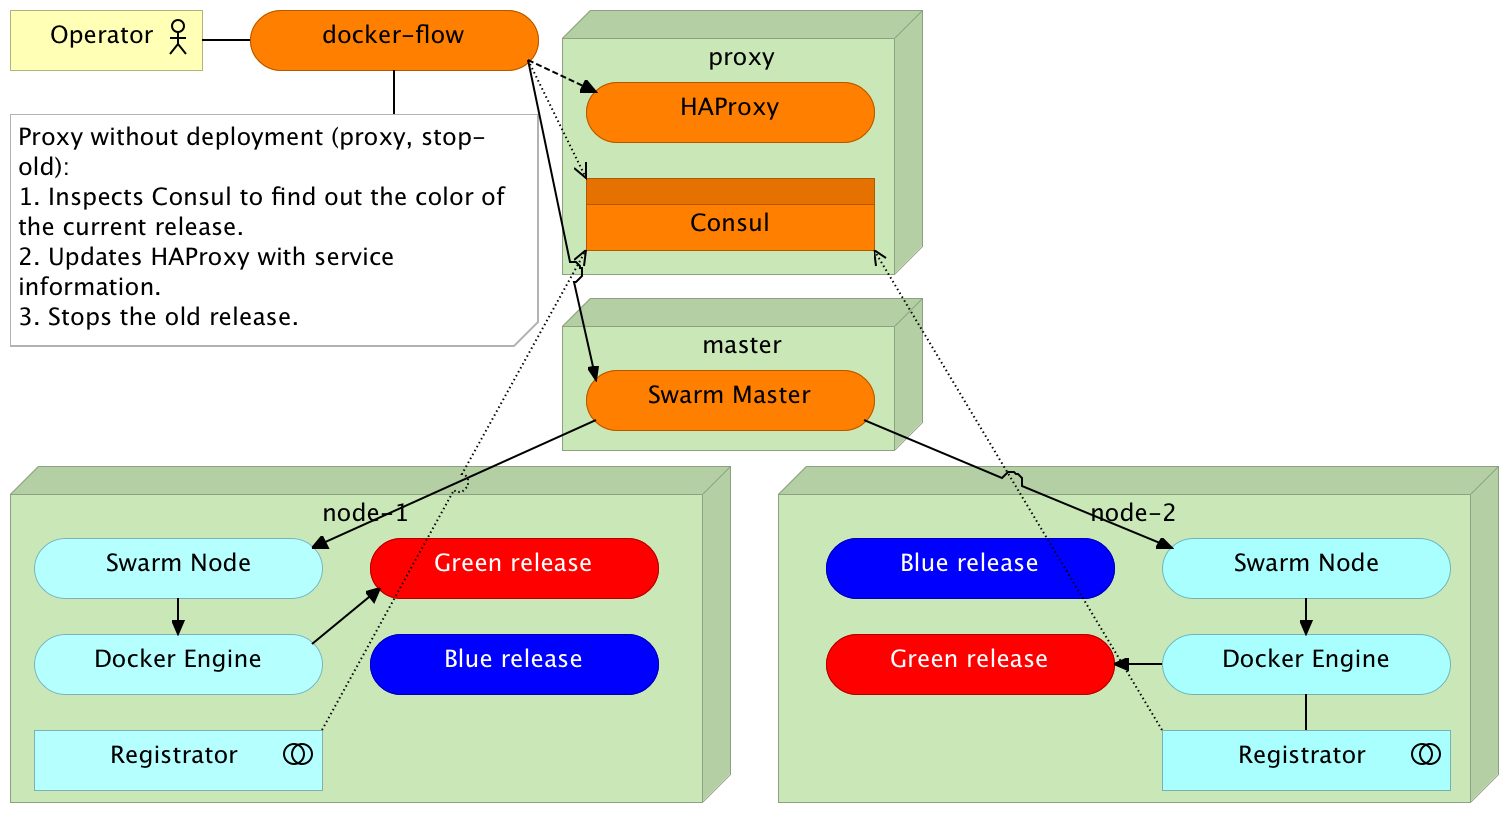 Operator
docker-flow
proxy
HAProxy
Proxy without deployment (proxy, stop-
old):
1. Inspects Consul to find out the color of
the current release.
2. Updates HAProxy with service
information.
3. Stops the old release.
Consul
master
Swarm Master
node-1
Swarm Node
Green release
Docker Engine
Blue release
Registrator
node-2
Blue release
Swarm Node
Green release
Docker Engine
Registrator